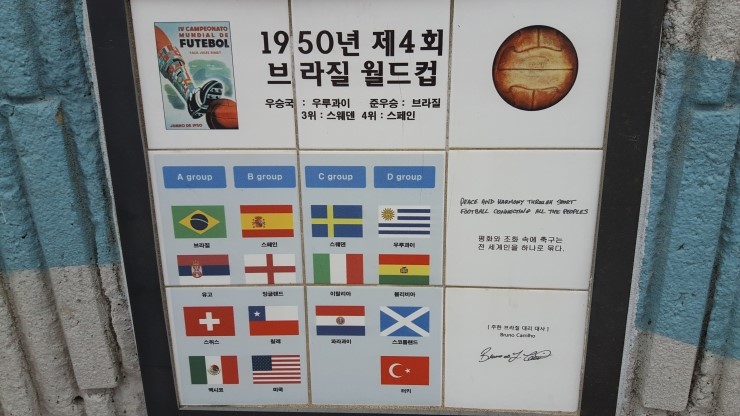 IV CAMPEONATO
MUNDIAL DE
FUTEBOL
1950년 제4회
브라질 월드컵
우승국 : 우루과이 준우승 : 브라질
3위 : 스웨덴 4위 : 스페인
A group B group C group D group
브라질 스페인 스웨덴 우루과이
유고 잉글랜드 이탈리아 볼리비아
스위스 칠레 파라과이 스코틀랜드
멕시코 미국 터키
PEACE AND HARMONY THROUGH SPORT
FOOTBALL CONNECTING ALL THE PEOPLES
평화와 조화 속에 축구는
전 세계인을 하나로 묶다.
[ 주한 브라질 대리 대사 ]
Bruno Carrilho